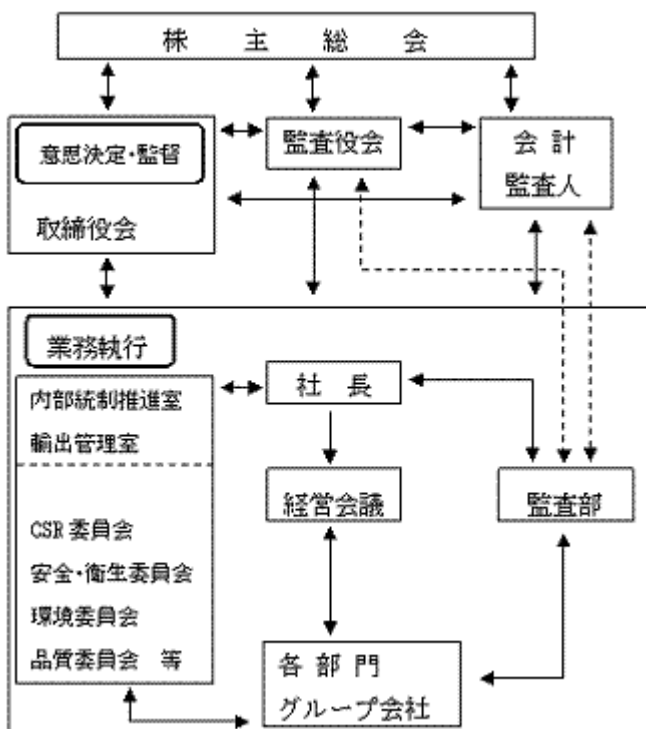 株主総会
意思決定・監督
取締役会
監査役会
会計
監査人
業務執行
内部統制推進室
輸出管理室
CSR委員会
安全・衛生委員会
環境委員会
品質委員会 等
社長
経営会議
監査部
各部門
グループ会社